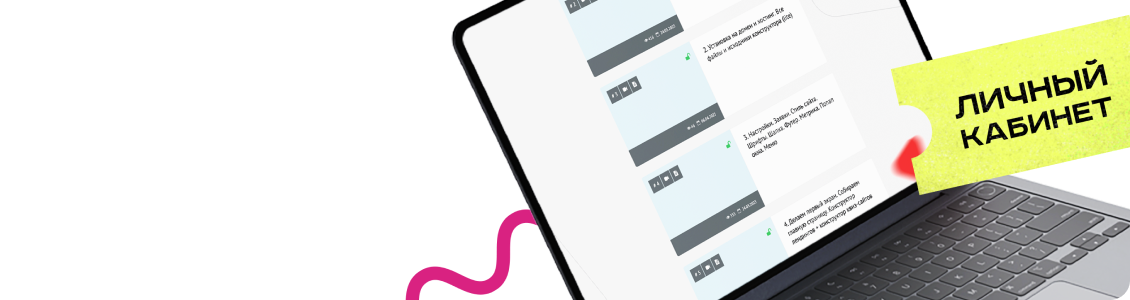 2. Установка на домен и хостинг. Все
файлы и исходники конструктора (lite)
3. Настройки. Заявки. Стиль сайта.
Шрифты. Шапка. Футер. Метрика. Попап
окна. Меню
4. Делаем первый экран. Собираем
главную страницу. Конструктор
лендингов + конструктор квиз-сайтов
ЛИЧНЫЙ
КАБИНЕТ